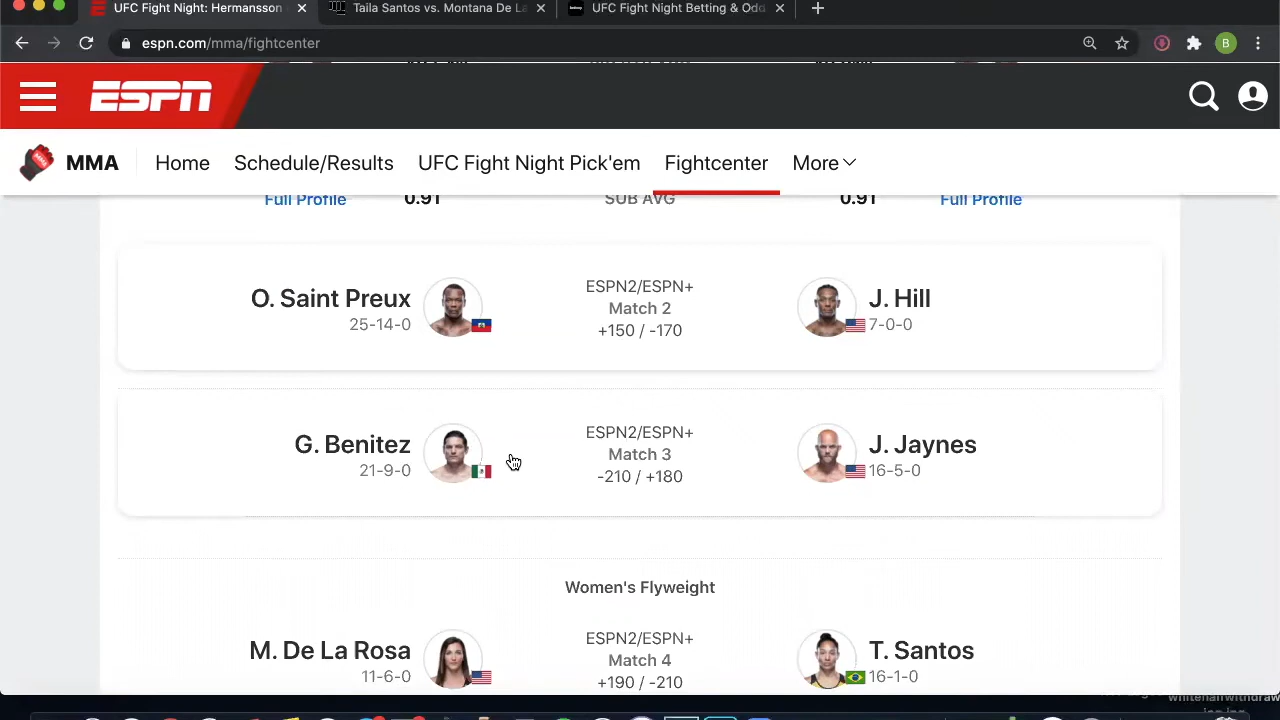 UFC Fight Night: Hermansson
Taila Santos vs. Montana De La
UFC Fight Night Betting & Odd
espn.com/mma/fightcenter
B
ESPN
MMA
Home
Schedule/Results
UFC Fight Night Pick'em
Fightcenter
More
Full Profile
0.91
SUB AVG
0.91
Full Profile
O. Saint Preux
25-14-0
ESPN2/ESPN+
Match 2
+150 / -170
J. Hill
7-0-0
G. Benitez
21-9-0
ESPN2/ESPN+
Match 3
-210 / +180
J. Jaynes
16-5-0
Women's Flyweight
M. De La Rosa
11-6-0
ESPN2/ESPN+
Match 4
+190 / -210
T. Santos
16-1-0